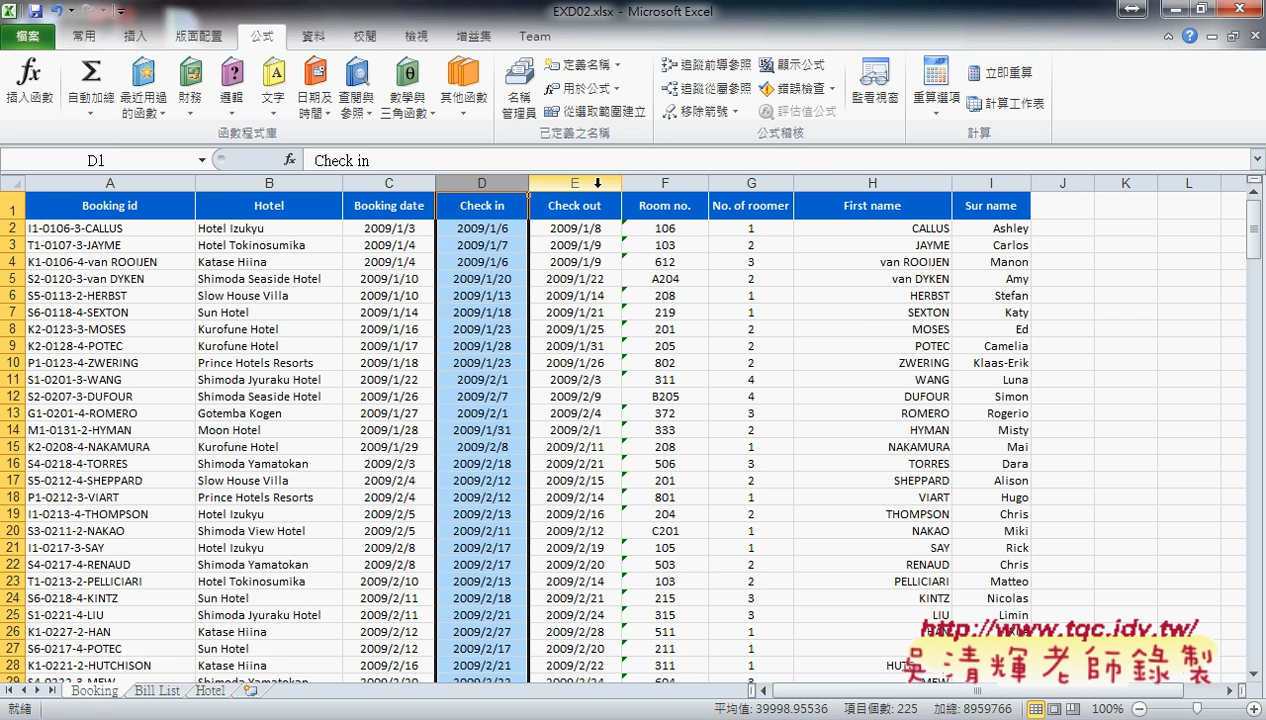 EXD02.xlsx - Microsoft Excel
檔案 常用 插入 版面配置 公式 資料 校閱 檢視 增益集 Team
插入函數 自動加總 最近用過的函數 財務 邏輯 文字 日期及時間 查閱與參照 數學與三角函數 其他函數 名稱管理員 定義名稱 用於公式 從選取範圍建立 追蹤前導參照 追蹤從屬參照 移除箭號 顯示公式 錯誤檢查 評估值公式 監看視窗 重算選項 立即重算 計算工作表
函數程式庫 已定義之名稱 公式稽核 計算
D1 fx Check in
A B C D E F G H I J K L
1 Booking id Hotel Booking date Check in Check out Room no. No. of roomer First name Sur name
2 I1-0106-3-CALLUS Hotel Izukyu 2009/1/3 2009/1/6 2009/1/8 106 1 CALLUS Ashley
3 T1-0107-3-JAYME Hotel Tokinosumika 2009/1/4 2009/1/7 2009/1/9 103 2 JAYME Carlos
4 K1-0106-4-van ROOIJEN Katase Hiina 2009/1/4 2009/1/6 2009/1/9 612 3 van ROOIJEN Manon
5 S2-0120-3-van DYKEN Shimoda Seaside Hotel 2009/1/10 2009/1/20 2009/1/22 A204 2 van DYKEN Amy
6 S5-0113-2-HERBST Slow House Villa 2009/1/10 2009/1/13 2009/1/14 208 1 HERBST Stefan
7 S6-0118-4-SEXTON Sun Hotel 2009/1/14 2009/1/18 2009/1/21 219 1 SEXTON Katy
8 K2-0123-3-MOSES Kurofune Hotel 2009/1/16 2009/1/23 2009/1/25 201 2 MOSES Ed
9 K2-0128-4-POTEC Kurofune Hotel 2009/1/17 2009/1/28 2009/1/31 205 2 POTEC Camelia
10 P1-0123-4-ZWERING Prince Hotels Resorts 2009/1/18 2009/1/23 2009/1/26 802 2 ZWERING Klaas-Erik
11 S1-0201-3-WANG Shimoda Jyuraku Hotel 2009/1/22 2009/2/1 2009/2/3 311 4 WANG Luna
12 S2-0207-3-DUFOUR Shimoda Seaside Hotel 2009/1/26 2009/2/7 2009/2/9 B205 4 DUFOUR Simon
13 G1-0201-4-ROMERO Gotemba Kogen 2009/1/27 2009/2/1 2009/2/4 372 3 ROMERO Rogerio
14 M1-0131-2-HYMAN Moon Hotel 2009/1/28 2009/1/31 2009/2/1 333 2 HYMAN Misty
15 K2-0208-4-NAKAMURA Kurofune Hotel 2009/1/29 2009/2/8 2009/2/11 208 1 NAKAMURA Mai
16 S4-0218-4-TORRES Shimoda Yamatokan 2009/2/3 2009/2/18 2009/2/21 506 3 TORRES Dara
17 S5-0212-4-SHEPPARD Slow House Villa 2009/2/4 2009/2/12 2009/2/15 201 2 SHEPPARD Alison
18 P1-0212-3-VIART Prince Hotels Resorts 2009/2/4 2009/2/12 2009/2/14 801 1 VIART Hugo
19 I1-0213-4-THOMPSON Hotel Izukyu 2009/2/5 2009/2/13 2009/2/16 204 2 THOMPSON Chris
20 S3-0211-2-NAKAO Shimoda View Hotel 2009/2/5 2009/2/11 2009/2/12 C201 1 NAKAO Miki
21 I1-0217-3-SAY Hotel Izukyu 2009/2/8 2009/2/17 2009/2/19 105 1 SAY Rick
22 S4-0217-4-RENAUD Shimoda Yamatokan 2009/2/8 2009/2/17 2009/2/20 503 2 RENAUD Chris
23 T1-0213-2-PELLICIARI Hotel Tokinosumika 2009/2/10 2009/2/13 2009/2/14 103 2 PELLICIARI Matteo
24 S6-0218-4-KINTZ Sun Hotel 2009/2/11 2009/2/18 2009/2/21 215 3 KINTZ Nicolas
25 S1-0221-4-LIU Shimoda Jyuraku Hotel 2009/2/11 2009/2/21 2009/2/24 315 3 LIU Limin
26 K1-0227-2-HAN Katase Hiina 2009/2/12 2009/2/27 2009/2/28 511 1
27 S6-0217-4-POTEC Sun Hotel 2009/2/12 2009/2/17 2009/2/20 211 1
28 K1-0221-2-HUTCHISON Katase Hiina 2009/2/16 2009/2/21 2009/2/22 311 1
http://www.tqc.idv.tw/
吳清輝老師錄製
Booking Bill List Hotel
就緒 平均值: 39998.95536 項目個數: 225 加總: 8959766 100%